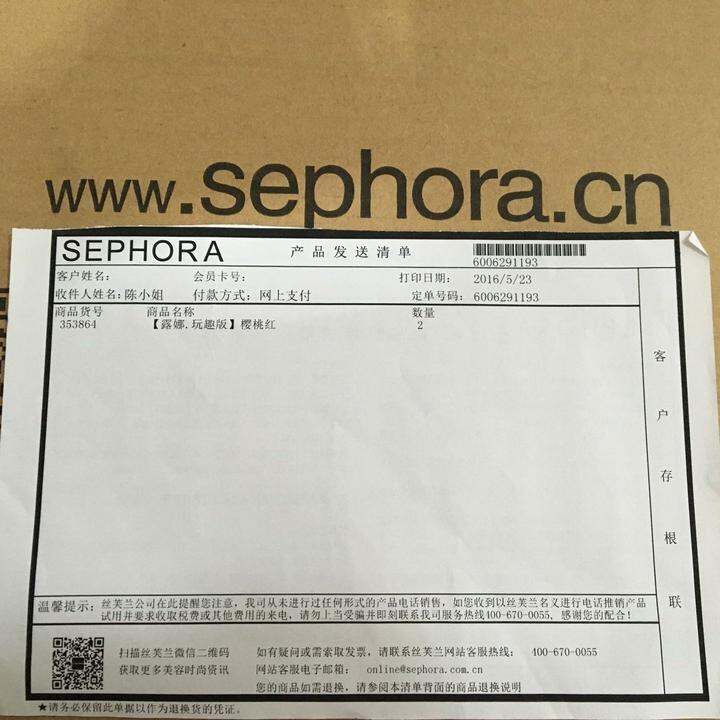 www.sephora.cn
SEPHORA 产品发送清单
6006291193
客户姓名: 会员卡号: 打印日期: 2016/5/23
收件人姓名: 陈小姐 付款方式: 网上支付 定单号码: 6006291193
商品货号 商品名称 数量
353864 【露娜.玩趣版】樱桃红 2
客户存根联
温馨提示: 丝芙兰公司在此提醒您注意，我司从未进行过任何形式的产品电话销售，如您收到以丝芙兰名义进行电话推销产品
试用并要求收取税费或其他费用的来电，请勿上当受骗并即刻联系我司服务热线400-670-0055, 感谢您的配合！
扫描丝芙兰微信二维码 如有疑问或需索取发票，请联系丝芙兰网站客服热线: 400-670-0055
获取更多美容时尚资讯 网站客服电子邮箱: online@sephora.com.cn
您的商品如需退换，请参阅本清单背面的商品退换说明
★请务必保留此单据以作为退换货的凭证。